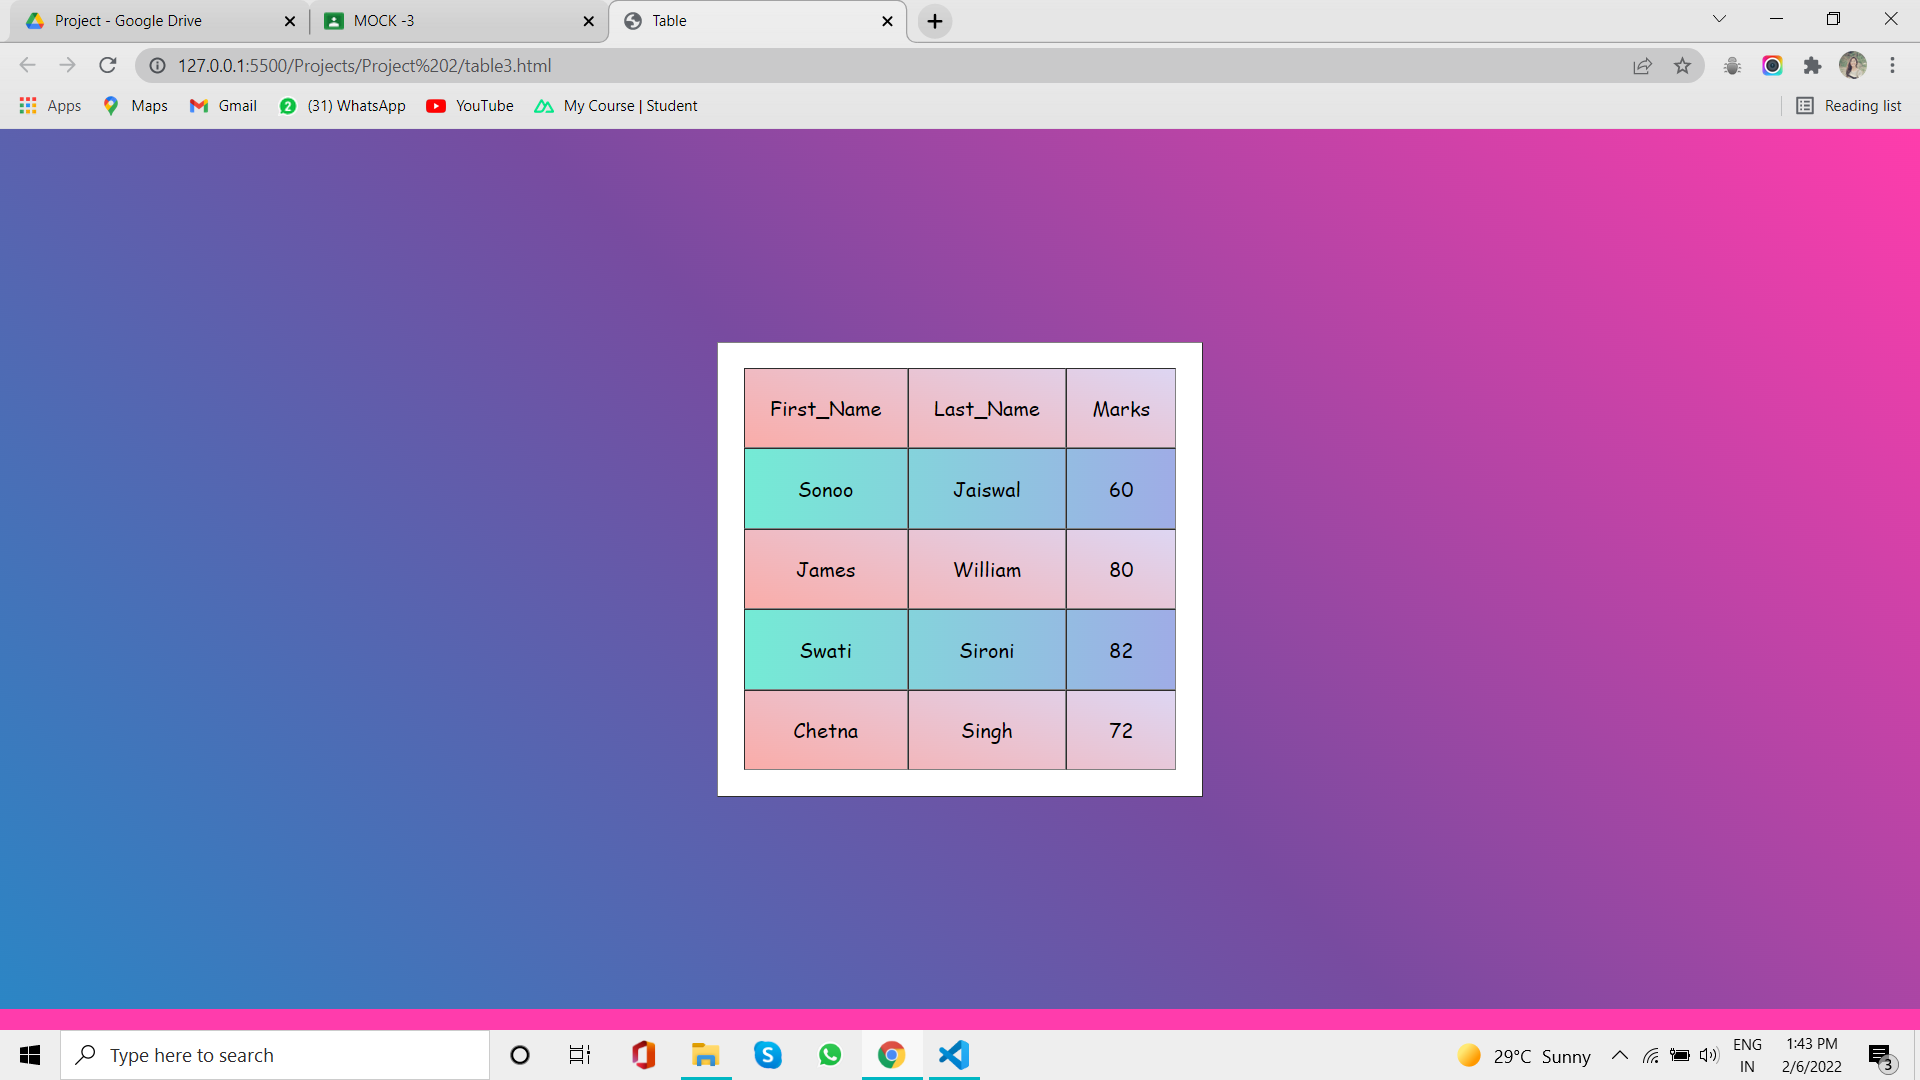 Project - Google Drive
MOCK -3
Table
127.0.0.1:5500/Projects/Project%202/table3.html
Apps
Maps
Gmail
2
(31) WhatsApp
YouTube
My Course | Student
Reading list
First_Name Last_Name Marks
Sonoo Jaiswal 60
James William 80
Swati Sironi 82
Chetna Singh 72
Type here to search
S
29°C Sunny
ENG
IN
1:43 PM
2/6/2022
3